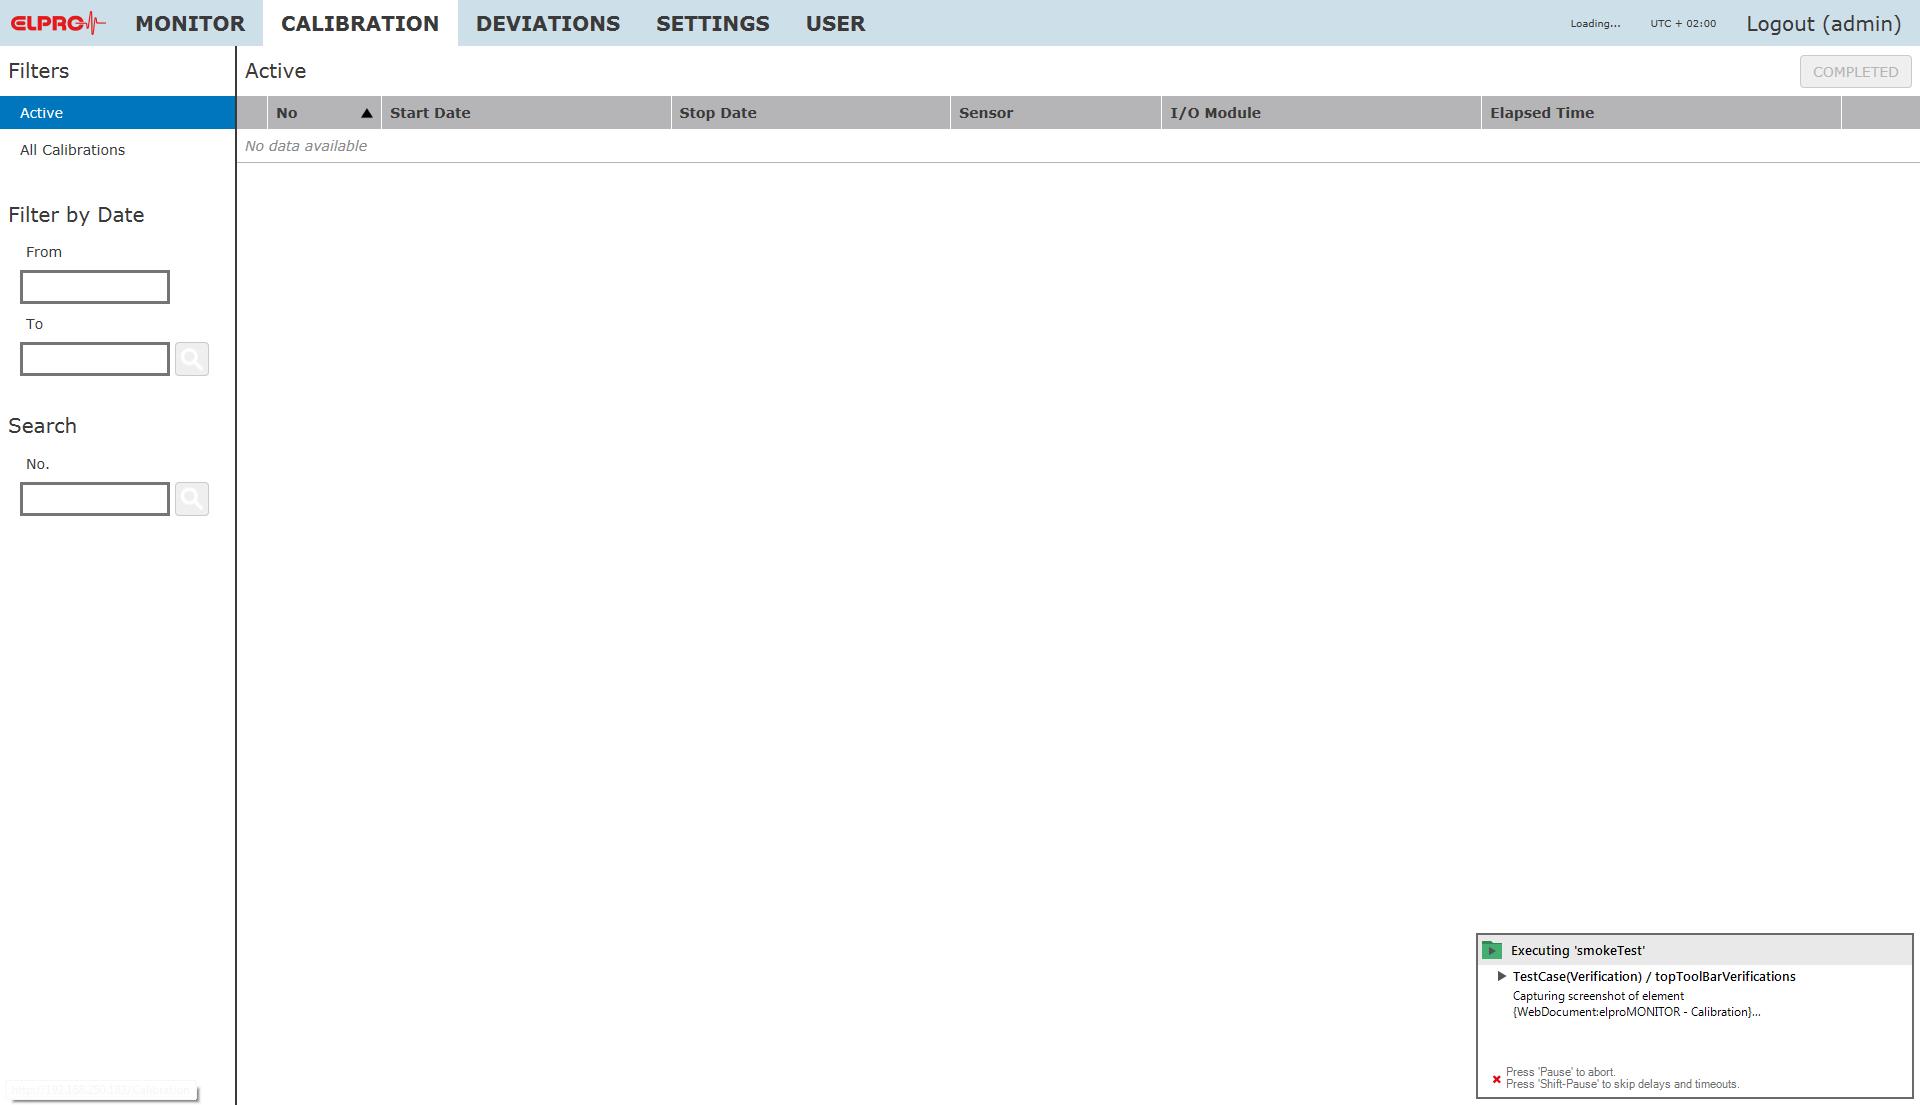 ELPRO MONITOR CALIBRATION DEVIATIONS SETTINGS USER Loading... UTC + 02:00 Logout (admin)
Filters
Active
All Calibrations
Filter by Date
From
To
Search
No.
Active
COMPLETED
No Start Date Stop Date Sensor I/O Module Elapsed Time
No data available
Executing 'smokeTest'
TestCase(Verification) / topToolBarVerifications
Capturing screenshot of element
{WebDocument:elproMONITOR - Calibration}...
Press 'Pause' to abort.
Press 'Shift-Pause' to skip delays and timeouts.